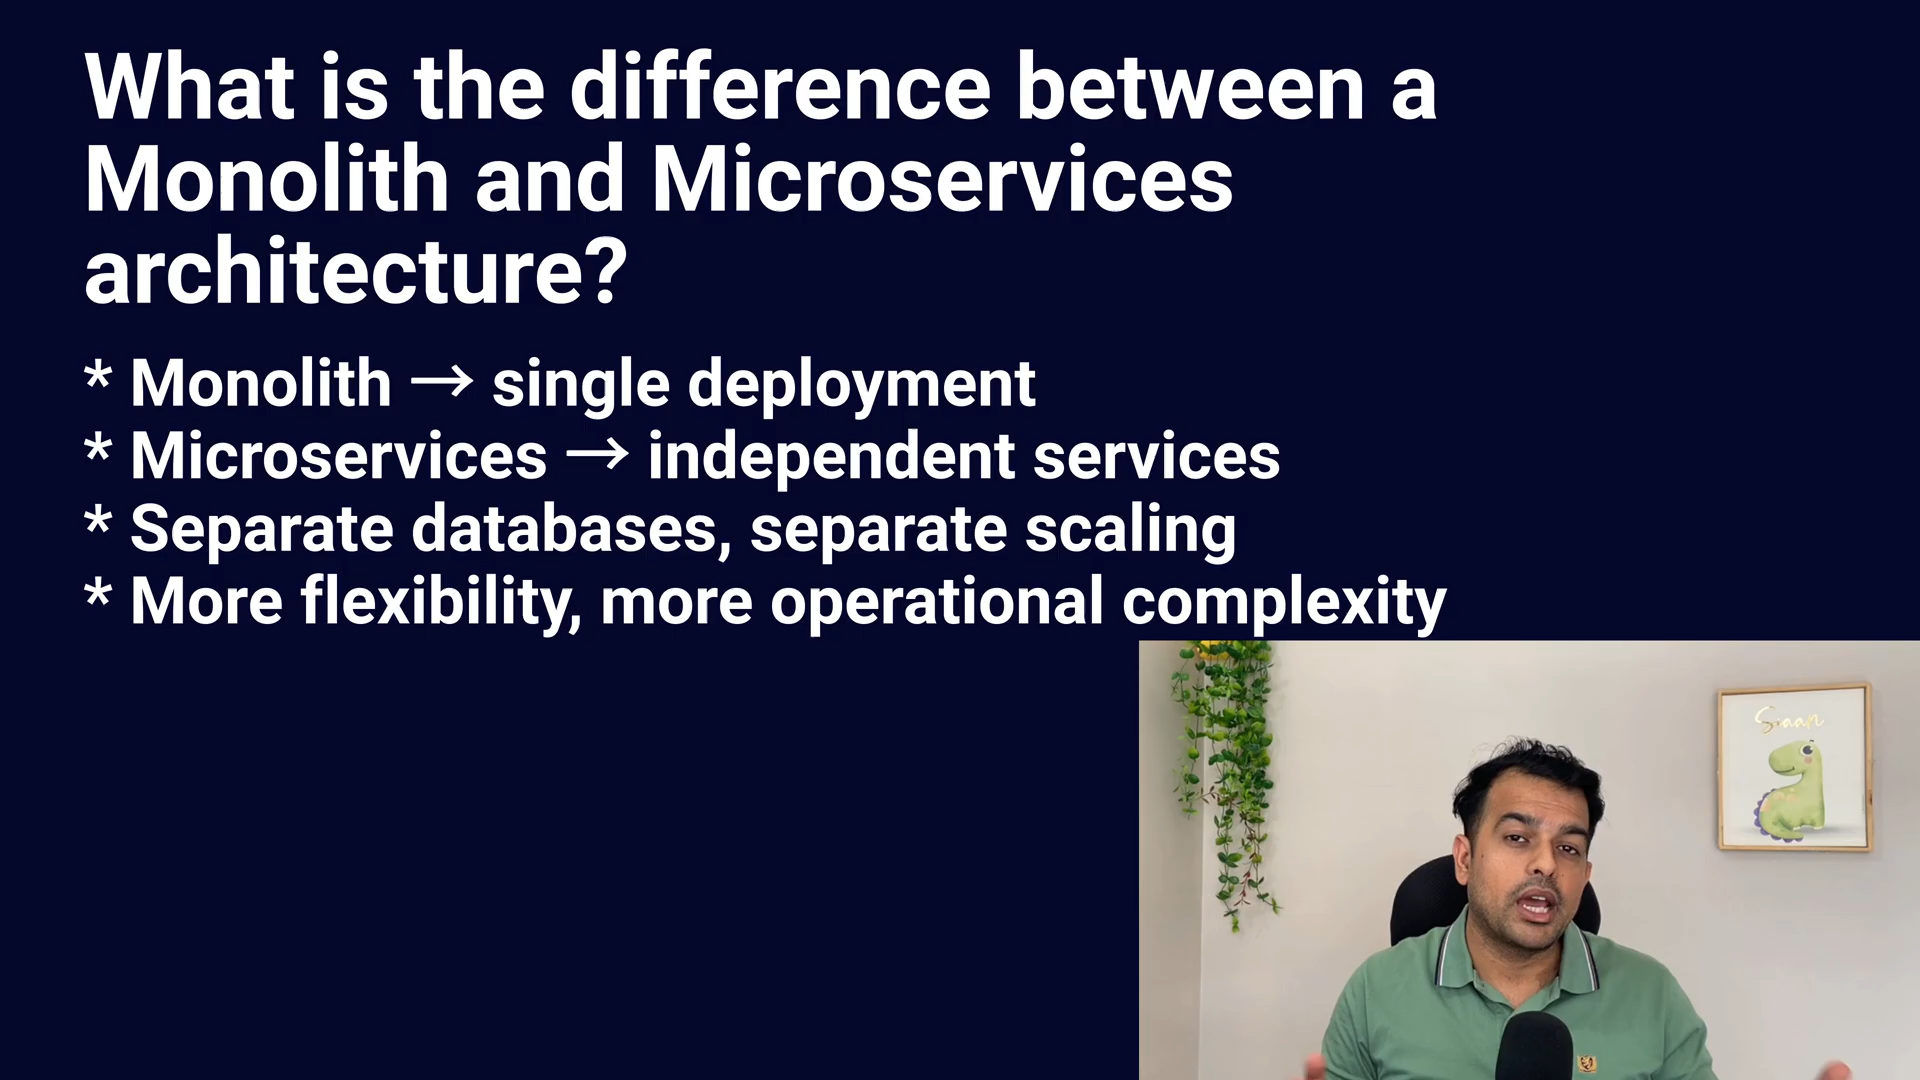 What is the difference between a
Monolith and Microservices
architecture?
* Monolith → single deployment
* Microservices → independent services
* Separate databases, separate scaling
* More flexibility, more operational complexity
Siaan